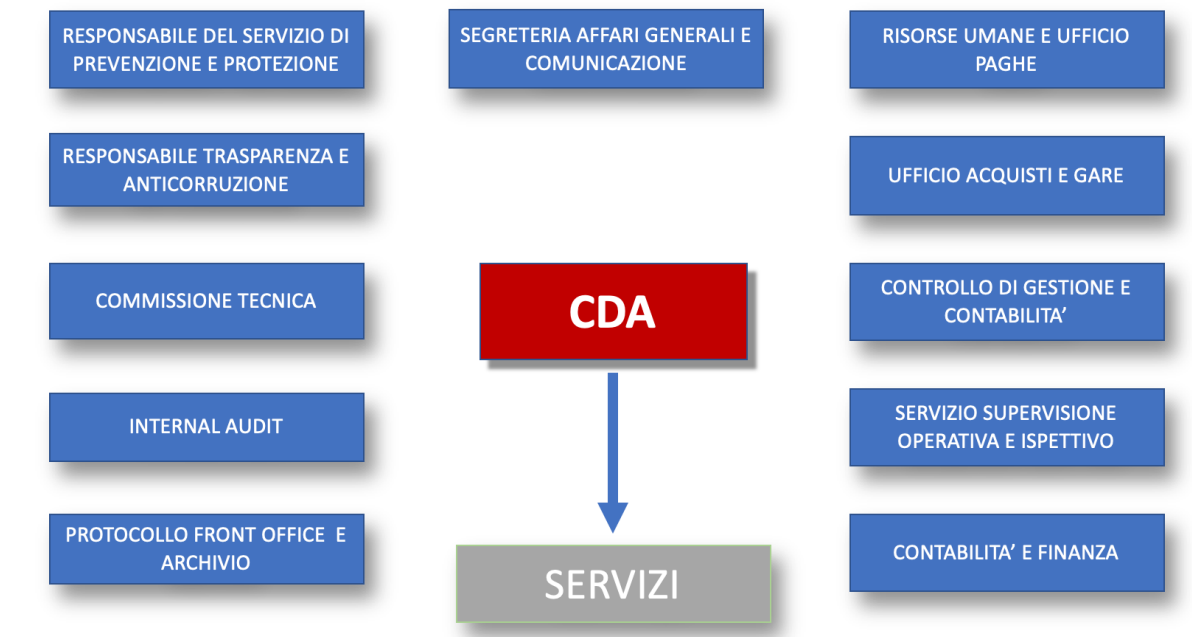 RESPONSABILE DEL SERVIZIO DI
PREVENZIONE E PROTEZIONE
SEGRETERIA AFFARI GENERALI E
COMUNICAZIONE
RISORSE UMANE E UFFICIO
PAGHE
RESPONSABILE TRASPARENZA E
ANTICORRUZIONE
UFFICIO ACQUISTI E GARE
COMMISSIONE TECNICA
CDA
CONTROLLO DI GESTIONE E
CONTABILITA’
INTERNAL AUDIT
SERVIZIO SUPERVISIONE
OPERATIVA E ISPETTIVO
PROTOCOLLO FRONT OFFICE E
ARCHIVIO
SERVIZI
CONTABILITA’ E FINANZA